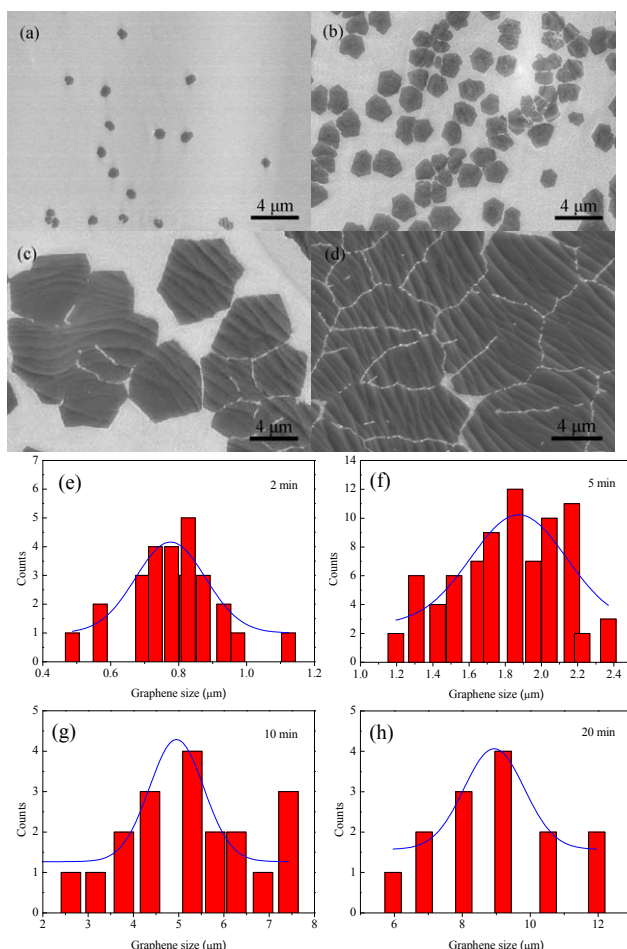 (a)
4 μm
(b)
4 μm
(c)
4 μm
(d)
4 μm
(e)
2 min
7
6
5
4
3
2
1
0
Counts
0.4 0.6 0.8 1.0 1.2
Graphene size (μm)
(f)
5 min
14
12
10
8
6
4
2
0
Counts
1.0 1.2 1.4 1.6 1.8 2.0 2.2 2.4
Graphene size (μm)
(g)
10 min
5
4
3
2
1
0
Counts
2 3 4 5 6 7 8
Graphene size (μm)
(h)
20 min
5
4
3
2
1
0
Counts
6 8 10 12
Graphene size (μm)